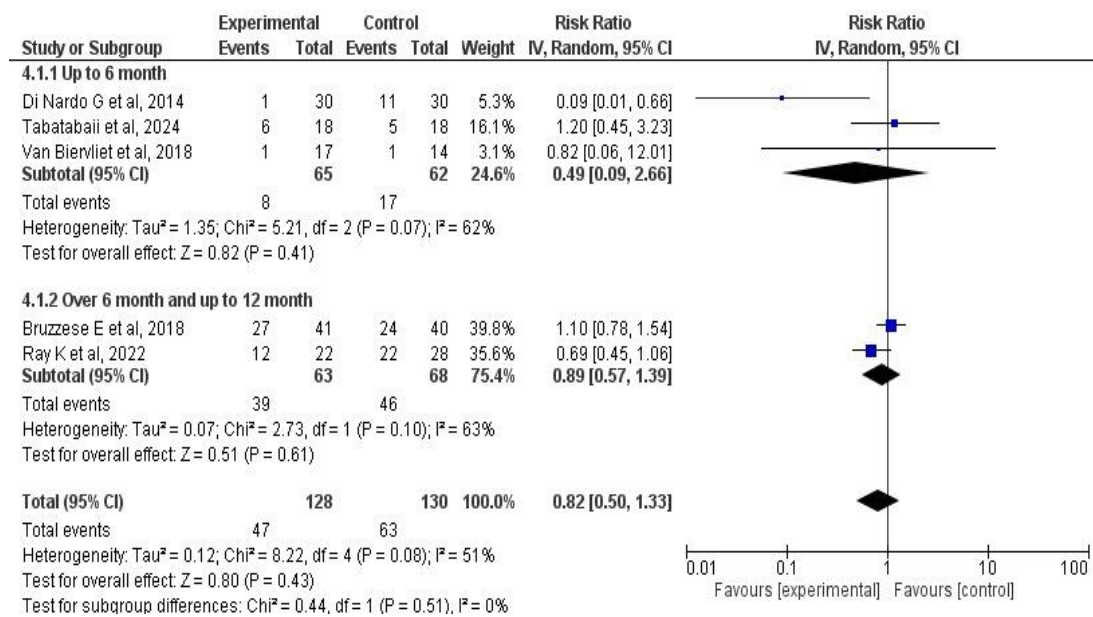 Experimental Control Risk Ratio Risk Ratio
Study or Subgroup Events Total Events Total Weight IV, Random, 95% CI IV, Random, 95% CI
4.1.1 Up to 6 month
Di Nardo G et al, 2014 1 30 11 30 5.3% 0.09 [0.01, 0.66]
Tabatabaii et al, 2024 6 18 5 18 16.1% 1.20 [0.45, 3.23]
Van Biervliet et al, 2018 1 17 1 14 3.1% 0.82 [0.06, 12.01]
Subtotal (95% CI) 65 62 24.6% 0.49 [0.09, 2.66]
Total events 8 17
Heterogeneity: Tau² = 1.35; Chi² = 5.21, df = 2 (P = 0.07); I² = 62%
Test for overall effect: Z = 0.82 (P = 0.41)
4.1.2 Over 6 month and up to 12 month
Bruzzese E et al, 2018 27 41 24 40 39.8% 1.10 [0.78, 1.54]
Ray K et al, 2022 12 22 22 28 35.6% 0.69 [0.45, 1.06]
Subtotal (95% CI) 63 68 75.4% 0.89 [0.57, 1.39]
Total events 39 46
Heterogeneity: Tau² = 0.07; Chi² = 2.73, df = 1 (P = 0.10); I² = 63%
Test for overall effect: Z = 0.51 (P = 0.61)
Total (95% CI) 128 130 100.0% 0.82 [0.50, 1.33]
Total events 47 63
Heterogeneity: Tau² = 0.12; Chi² = 8.22, df = 4 (P = 0.08); I² = 51%
Test for overall effect: Z = 0.80 (P = 0.43)
Test for subgroup differences: Chi² = 0.44, df = 1 (P = 0.51), I² = 0%
0.01 0.1 1 10 100
Favours [experimental] Favours [control]